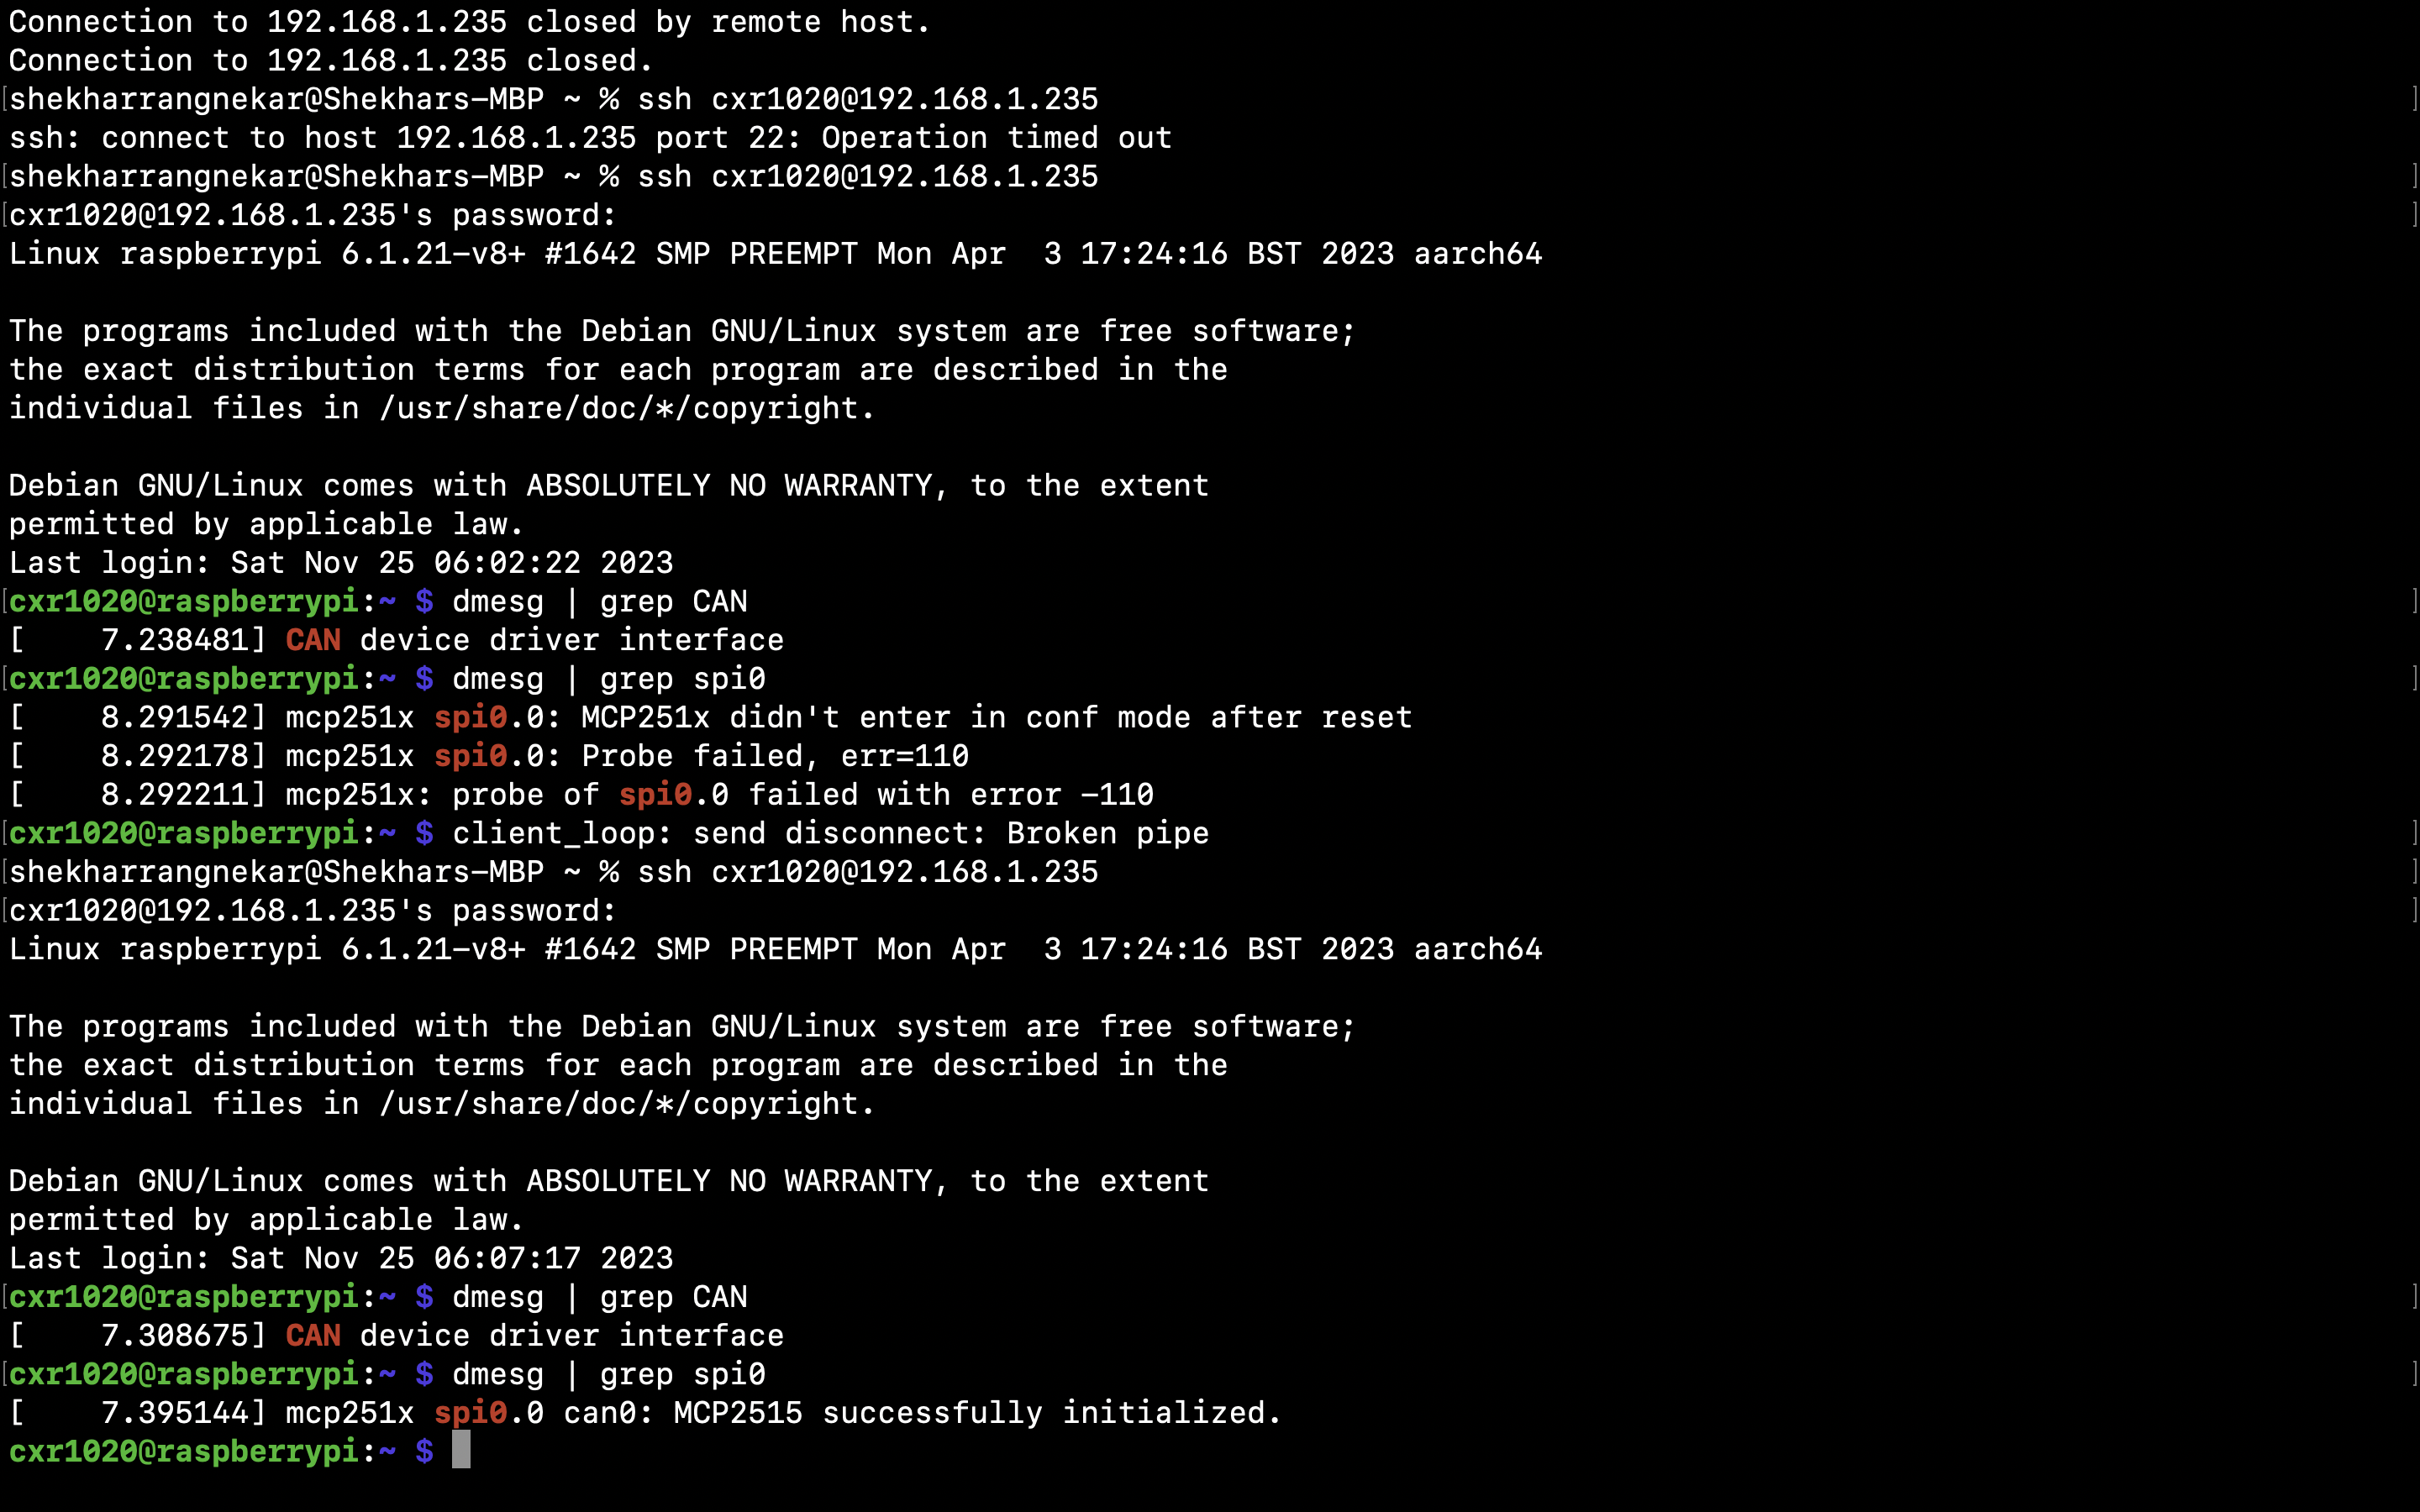 Connection to 192.168.1.235 closed by remote host.
Connection to 192.168.1.235 closed.
[shekharrangnekar@Shekhars-MBP ~ % ssh cxr1020@192.168.1.235 ]
ssh: connect to host 192.168.1.235 port 22: Operation timed out
[shekharrangnekar@Shekhars-MBP ~ % ssh cxr1020@192.168.1.235 ]
[cxr1020@192.168.1.235's password: ]
Linux raspberrypi 6.1.21-v8+ #1642 SMP PREEMPT Mon Apr  3 17:24:16 BST 2023 aarch64

The programs included with the Debian GNU/Linux system are free software;
the exact distribution terms for each program are described in the
individual files in /usr/share/doc/*/copyright.

Debian GNU/Linux comes with ABSOLUTELY NO WARRANTY, to the extent
permitted by applicable law.
Last login: Sat Nov 25 06:02:22 2023
[cxr1020@raspberrypi:~ $ dmesg | grep CAN ]
[    7.238481] CAN device driver interface
[cxr1020@raspberrypi:~ $ dmesg | grep spi0 ]
[    8.291542] mcp251x spi0.0: MCP251x didn't enter in conf mode after reset
[    8.292178] mcp251x spi0.0: Probe failed, err=110
[    8.292211] mcp251x: probe of spi0.0 failed with error -110
[cxr1020@raspberrypi:~ $ client_loop: send disconnect: Broken pipe ]
[shekharrangnekar@Shekhars-MBP ~ % ssh cxr1020@192.168.1.235 ]
[cxr1020@192.168.1.235's password: ]
Linux raspberrypi 6.1.21-v8+ #1642 SMP PREEMPT Mon Apr  3 17:24:16 BST 2023 aarch64

The programs included with the Debian GNU/Linux system are free software;
the exact distribution terms for each program are described in the
individual files in /usr/share/doc/*/copyright.

Debian GNU/Linux comes with ABSOLUTELY NO WARRANTY, to the extent
permitted by applicable law.
Last login: Sat Nov 25 06:07:17 2023
[cxr1020@raspberrypi:~ $ dmesg | grep CAN ]
[    7.308675] CAN device driver interface
[cxr1020@raspberrypi:~ $ dmesg | grep spi0 ]
[    7.395144] mcp251x spi0.0 can0: MCP2515 successfully initialized.
cxr1020@raspberrypi:~ $